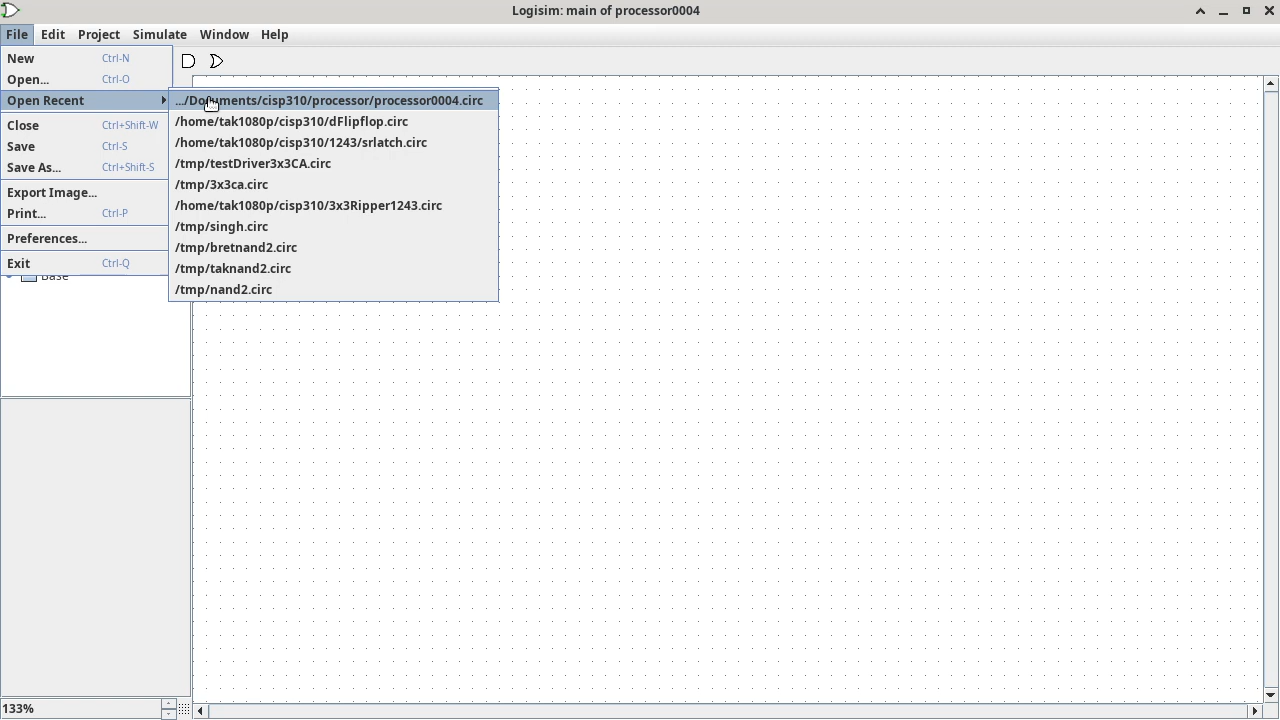 Logisim: main of processor0004
File Edit Project Simulate Window Help
New Ctrl-N
Open... Ctrl-O
Open Recent
Close Ctrl+Shift-W
Save Ctrl-S
Save As... Ctrl+Shift-S
Export Image...
Print... Ctrl-P
Preferences...
Exit Ctrl-Q
.../Documents/cisp310/processor/processor0004.circ
/home/tak1080p/cisp310/dFlipflop.circ
/home/tak1080p/cisp310/1243/srlatch.circ
/tmp/testDriver3x3CA.circ
/tmp/3x3ca.circ
/home/tak1080p/cisp310/3x3Ripper1243.circ
/tmp/singh.circ
/tmp/bretnand2.circ
/tmp/taknand2.circ
/tmp/nand2.circ
Base
133%